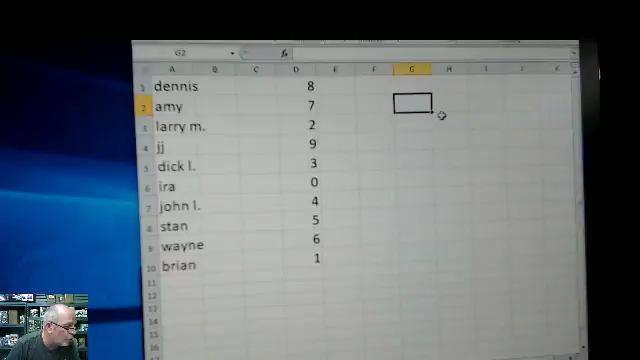 G2 fx
A B C D E F G H I J K
1 dennis 8
2 amy 7
3 larry m. 2
4 jj 9
5 dick l. 3
6 ira 0
7 john l. 4
8 stan 5
9 wayne 6
10 brian 1
11
12
13
14
15
16